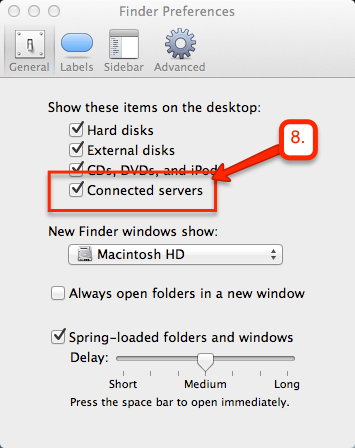 Finder Preferences
General Labels Sidebar Advanced
Show these items on the desktop:
Hard disks
External disks
8.
CDs, DVDs, and iPods
Connected servers
New Finder windows show:
Macintosh HD
Always open folders in a new window
Spring-loaded folders and windows
Delay:
Short Medium Long
Press the space bar to open immediately.